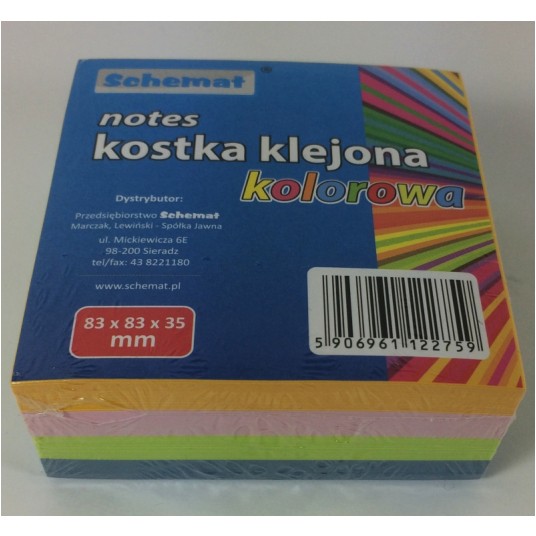 Schemat®
notes
kostka klejona
kolorowa
Dystrybutor:
Przedsiębiorstwo Schemat
Marczak, Lewiński - Spółka Jawna
ul. Mickiewicza 6E
98-200 Sieradz
tel/fax: 43 8221180
www.schemat.pl
83 x 83 x 35
mm
5 906961 122759